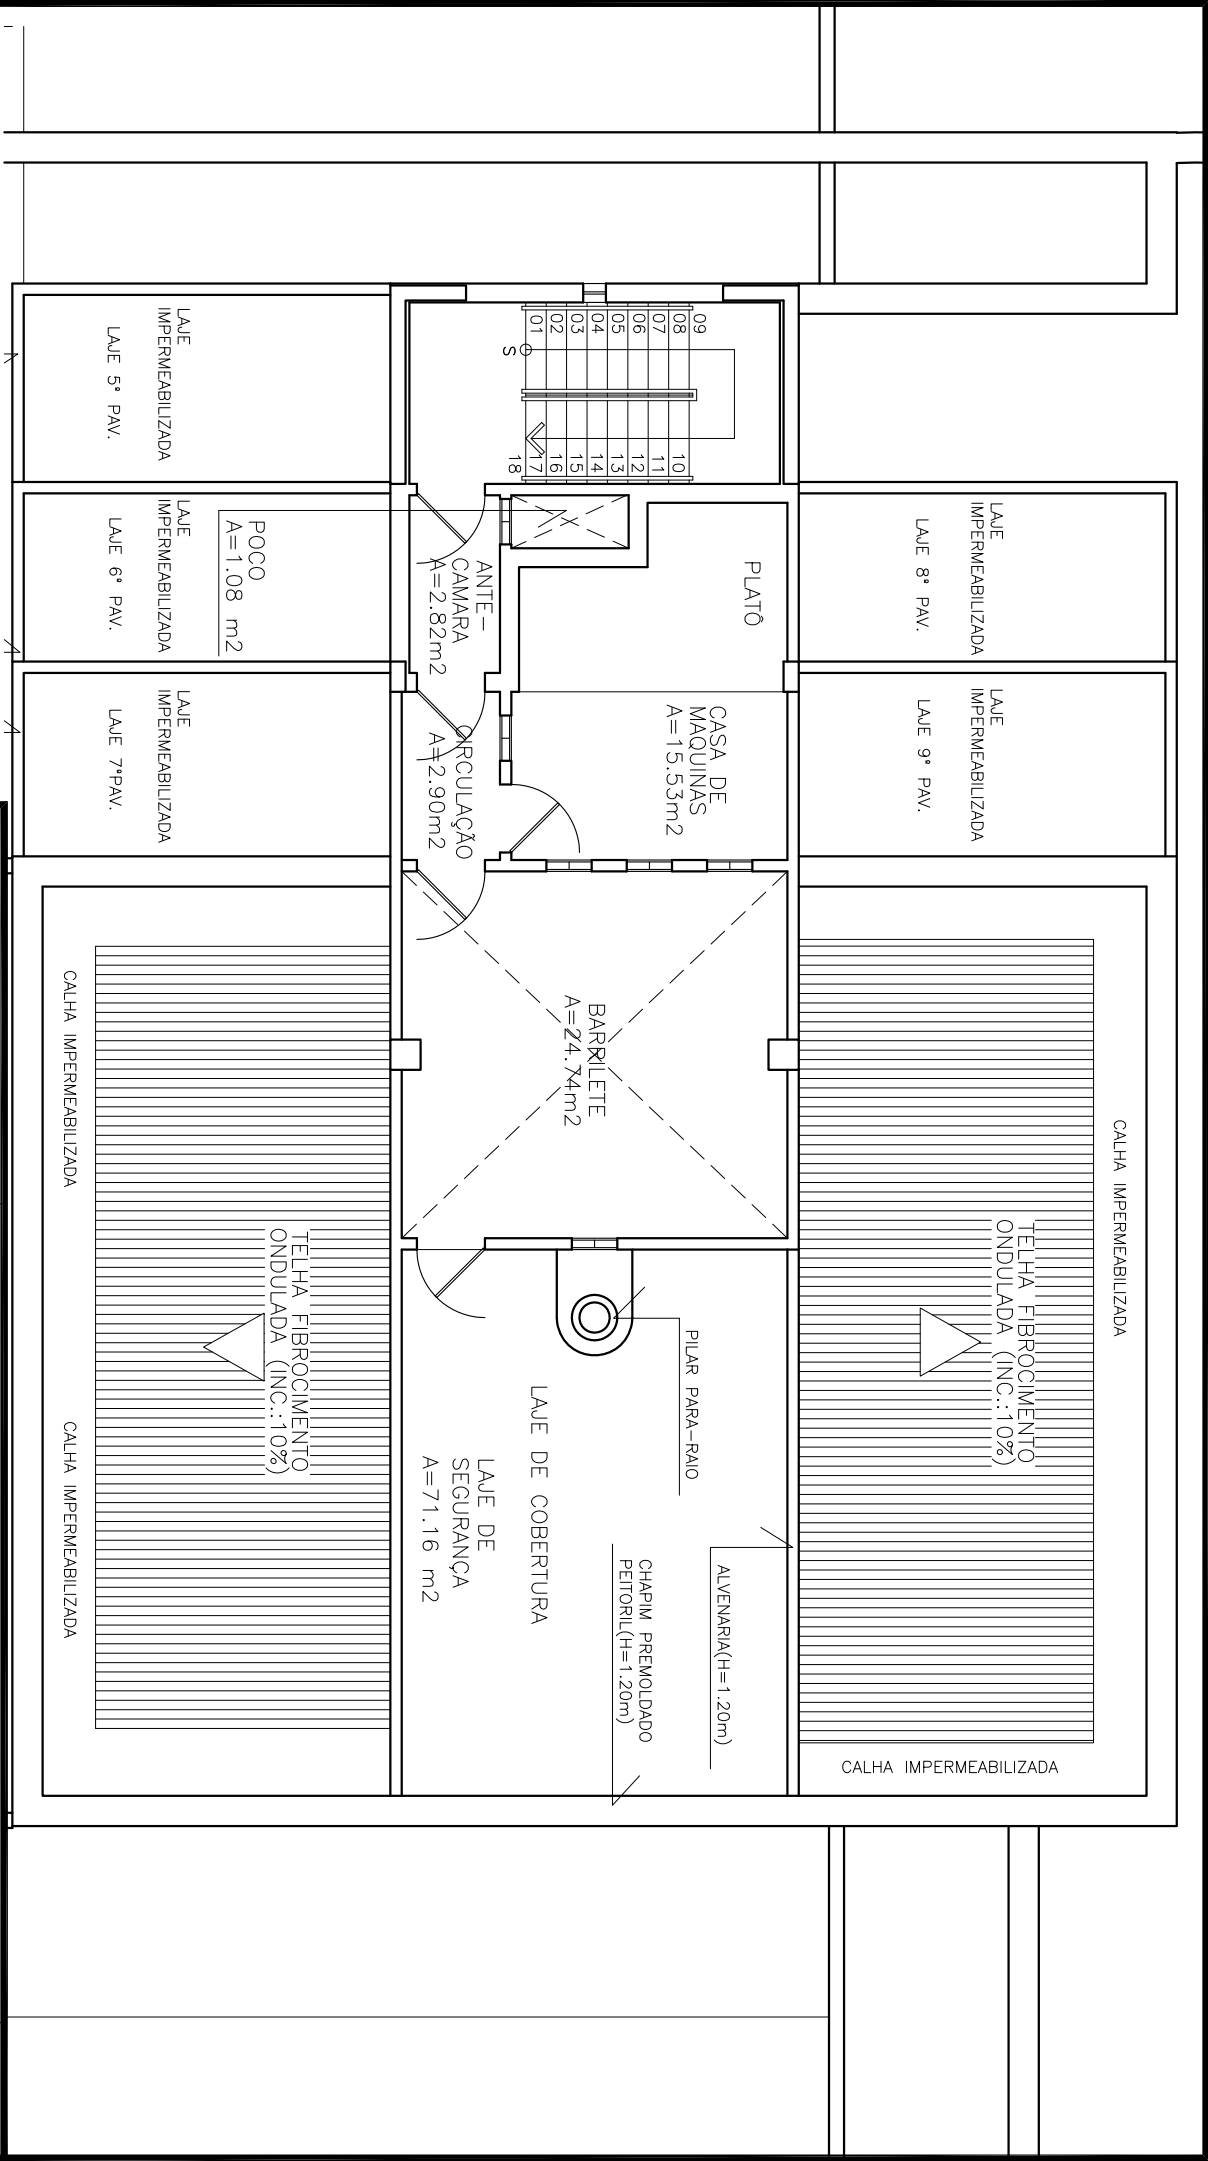 LAJE
IMPERMEABILIZADA
LAJE 5° PAV.
LAJE
IMPERMEABILIZADA
LAJE 6° PAV.
LAJE
IMPERMEABILIZADA
LAJE 7°PAV.
LAJE
IMPERMEABILIZADA
LAJE 8° PAV.
LAJE
IMPERMEABILIZADA
LAJE 9° PAV.
09
08
07
06
05
04
03
02
01
S
10
11
12
13
14
15
16
17
18
POCO
A=1.08 m2
ANTE-
CAMARA
A=2.82m2
PLATÔ
CIRCULAÇÃO
A=2.90m2
CASA DE
MAQUINAS
A=15.53m2
BARRILETE
A=24.74m2
CALHA IMPERMEABILIZADA
CALHA IMPERMEABILIZADA
CALHA IMPERMEABILIZADA
CALHA IMPERMEABILIZADA
TELHA FIBROCIMENTO
ONDULADA (INC.:10%)
TELHA FIBROCIMENTO
ONDULADA (INC.:10%)
PILAR PARA-RAIO
LAJE DE COBERTURA
LAJE DE
SEGURANÇA
A=71.16 m2
ALVENARIA(H=1.20m)
CHAPIM PREMOLDADO
PEITORIL(H=1.20m)